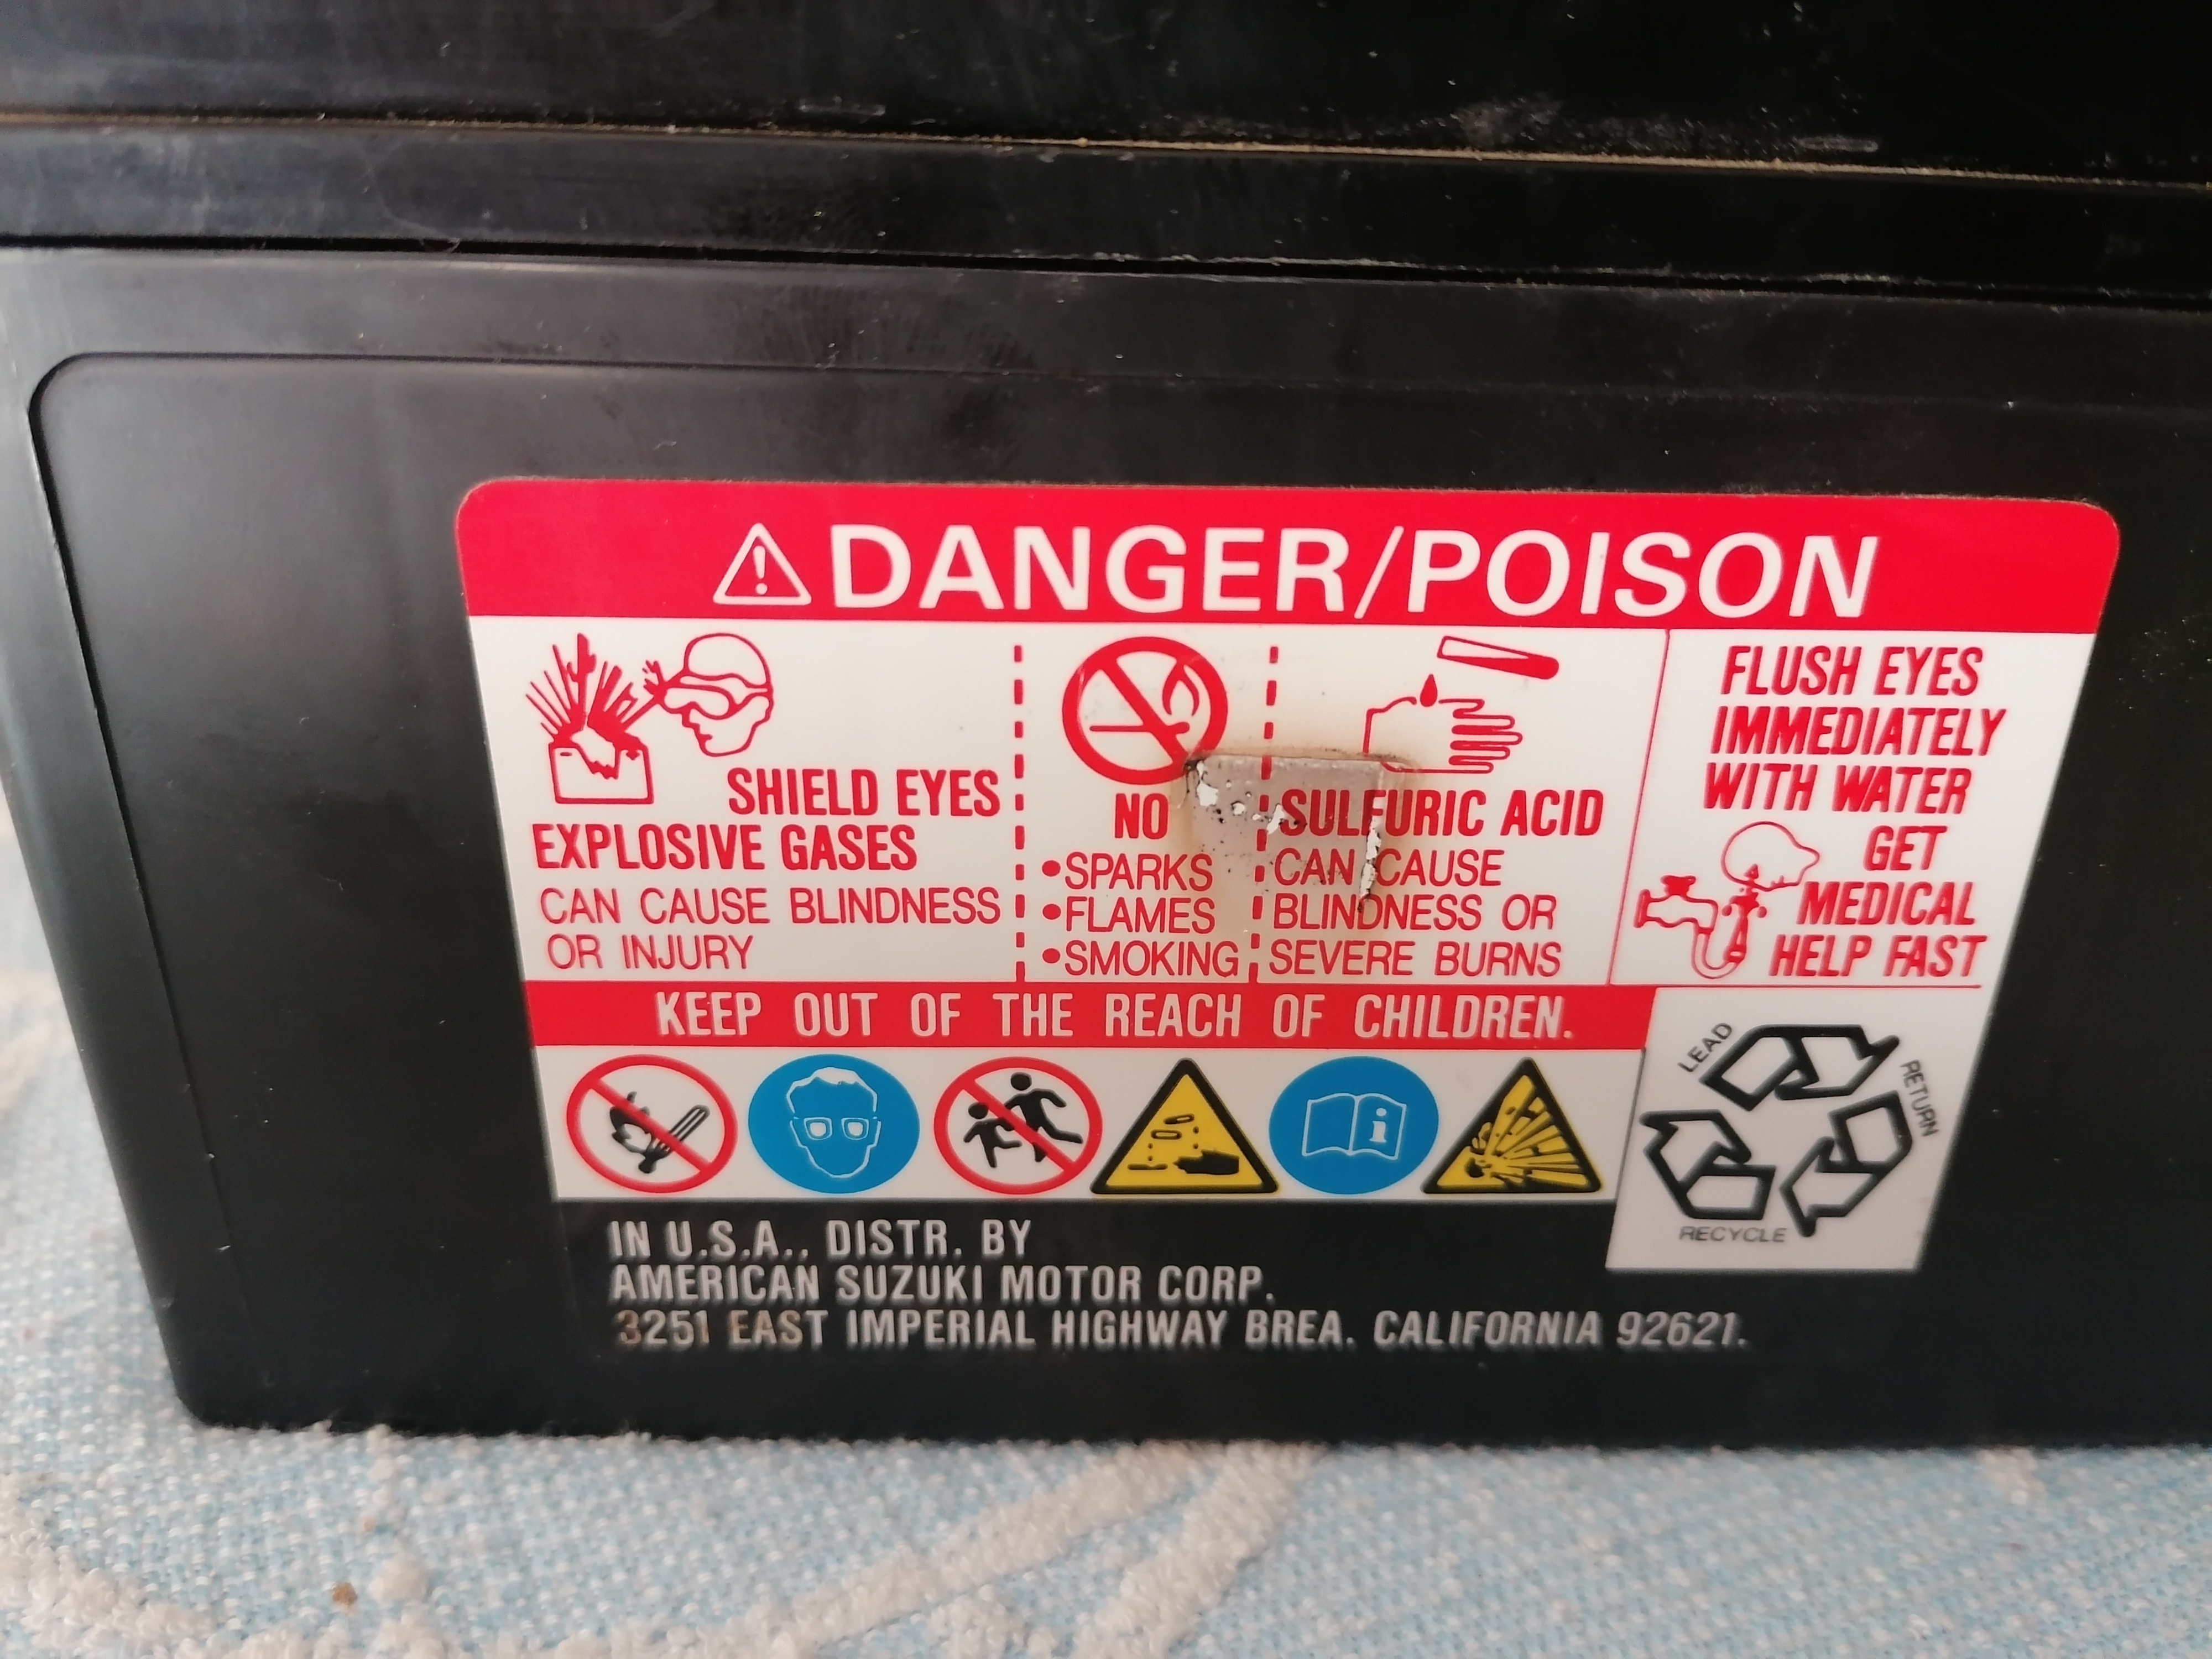 DANGER/POISON
SHIELD EYES
EXPLOSIVE GASES
CAN CAUSE BLINDNESS
OR INJURY
NO
•SPARKS
•FLAMES
•SMOKING
SULFURIC ACID
CAN CAUSE
BLINDNESS OR
SEVERE BURNS
FLUSH EYES
IMMEDIATELY
WITH WATER
GET
MEDICAL
HELP FAST
KEEP OUT OF THE REACH OF CHILDREN.
i
LEAD
RETURN
RECYCLE
IN U.S.A., DISTR. BY
AMERICAN SUZUKI MOTOR CORP.
3251 EAST IMPERIAL HIGHWAY BREA. CALIFORNIA 92621.